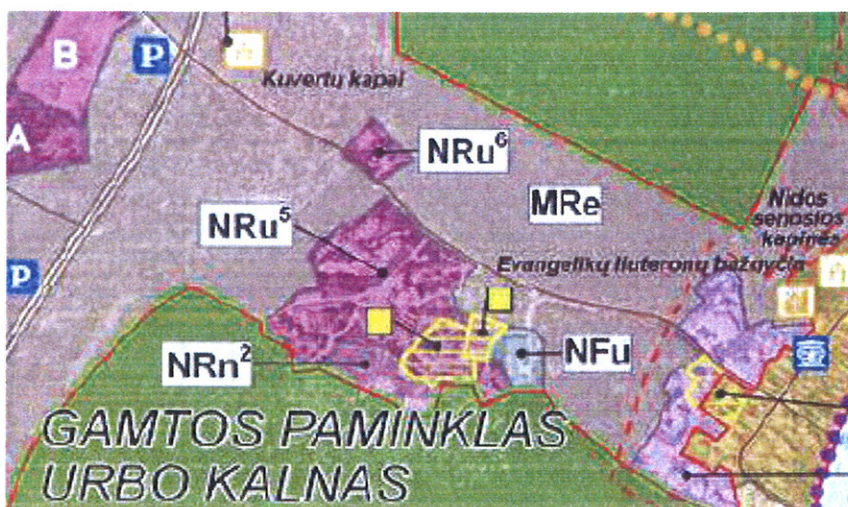 B
P
Kuvertų kapai
A
NRu⁶
MRe
NRu⁵
Nidos
senosios
kapinės
Evangelikų liuteronų bažnyčia
P
NRn²
NFu
GAMTOS PAMINKLAS
URBO KALNAS